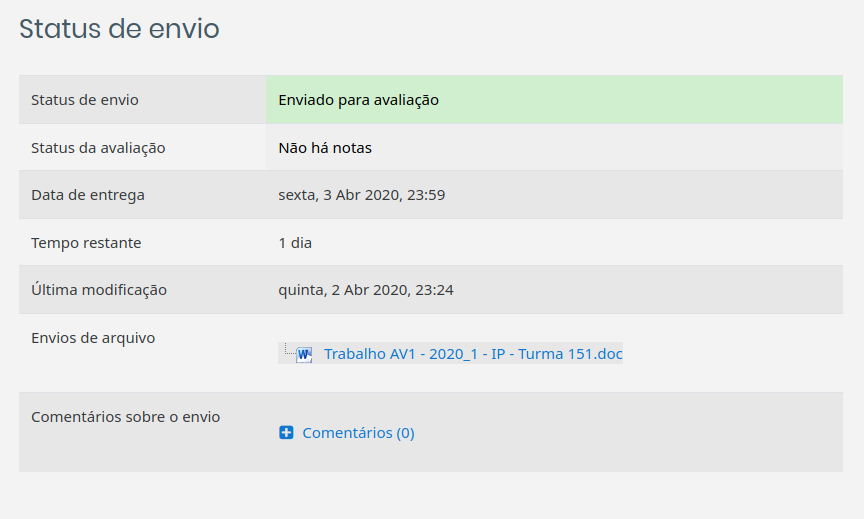 Status de envio
Status de envio Enviado para avaliação
Status da avaliação Não há notas
Data de entrega sexta, 3 Abr 2020, 23:59
Tempo restante 1 dia
Última modificação quinta, 2 Abr 2020, 23:24
Envios de arquivo
Trabalho AV1 - 2020_1 - IP - Turma 151.doc
Comentários sobre o envio
Comentários (0)